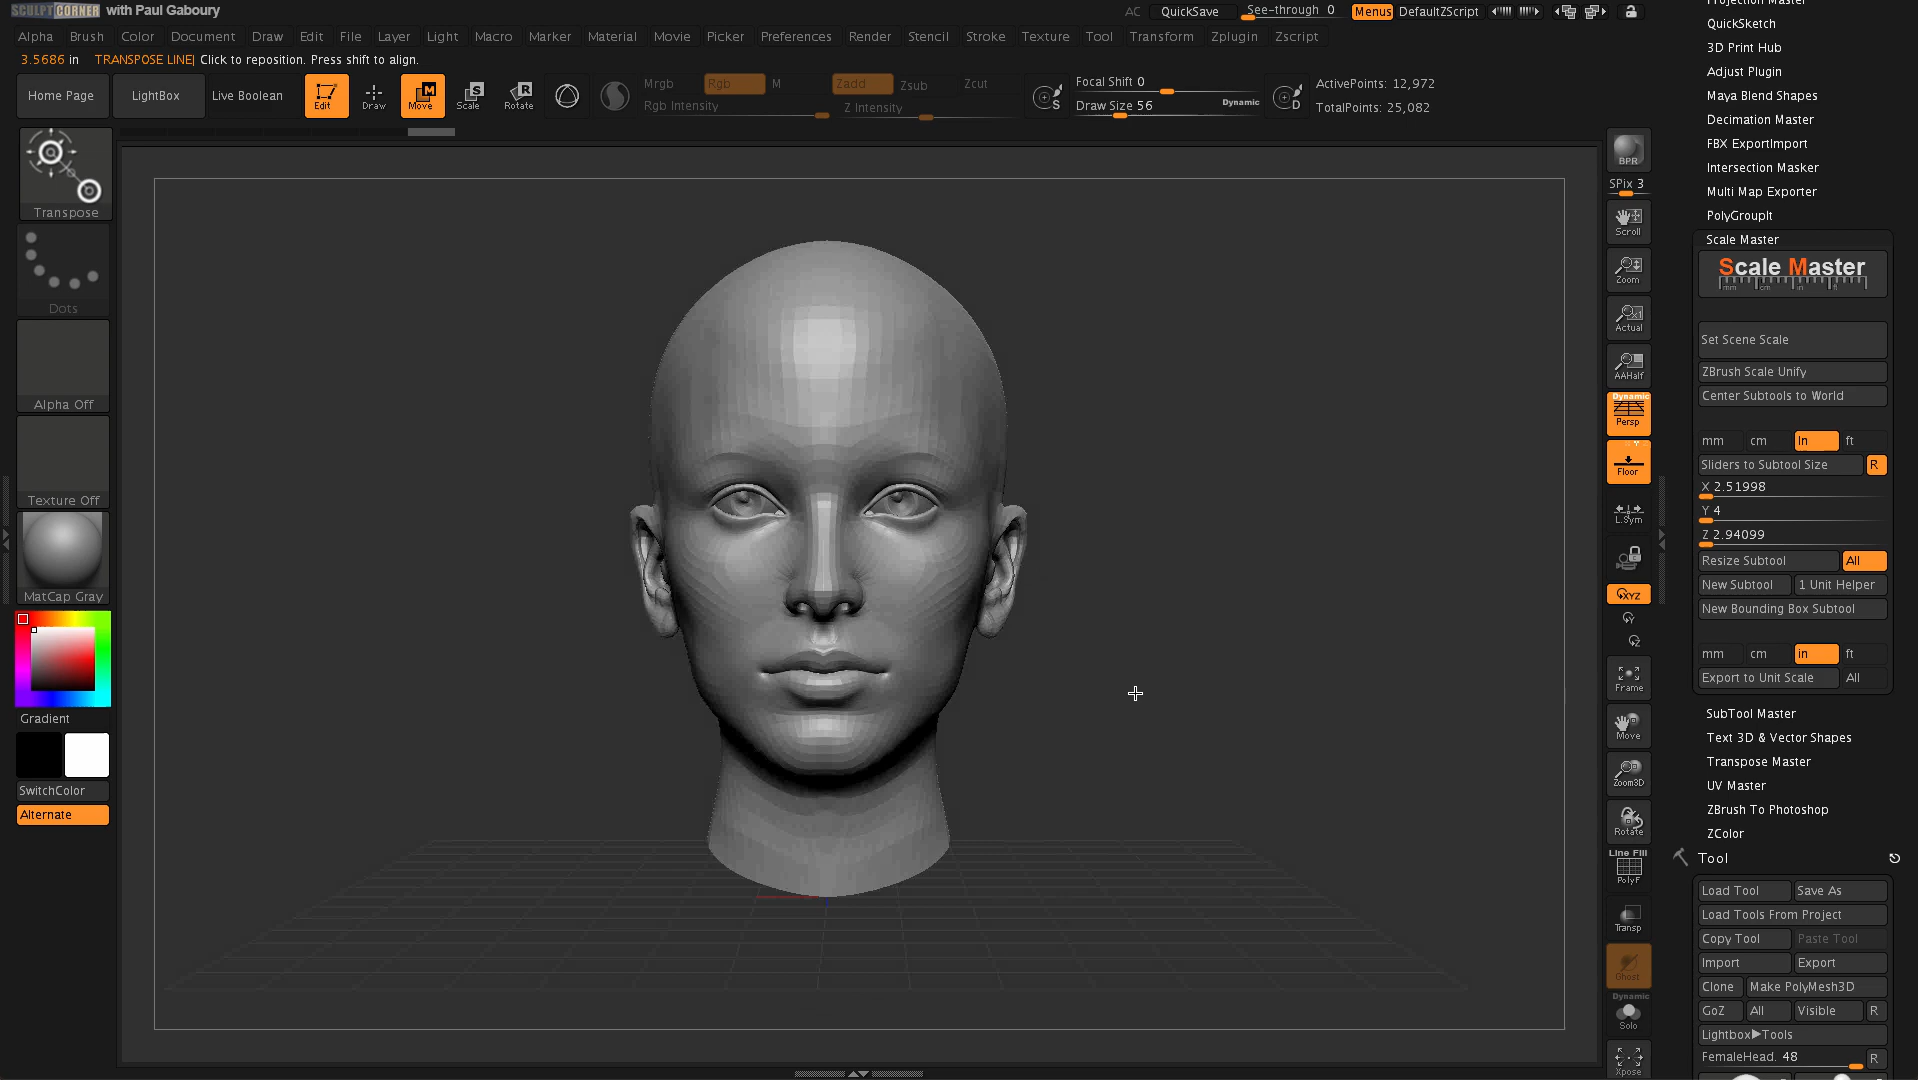 SCULPT CORNER with Paul Gaboury
AC QuickSave See-through 0 Menus DefaultZScript
Alpha Brush Color Document Draw Edit File Layer Light Macro Marker Material Movie Picker Preferences Render Stencil Stroke Texture Tool Transform Zplugin Zscript
3.5686 in TRANSPOSE LINE| Click to reposition. Press shift to align.
Home Page LightBox Live Boolean Edit Draw Move Scale Rotate
Mrgb Rgb M Zadd Zsub Zcut
Rgb Intensity Z Intensity
Focal Shift 0
Draw Size 56 Dynamic
ActivePoints: 12,972
TotalPoints: 25,082
Transpose
Dots
Alpha Off
Texture Off
MatCap Gray
Gradient
SwitchColor
Alternate
BPR
SPix 3
Scroll
Zoom
Actual
AAHalf
Dynamic
Persp
Floor
L.Sym
XYZ
Frame
Move
Zoom3D
Rotate
Line Fill
PolyF
Transp
Ghost
Dynamic
Solo
Xpose
Projection Master
QuickSketch
3D Print Hub
Adjust Plugin
Maya Blend Shapes
Decimation Master
FBX ExportImport
Intersection Masker
Multi Map Exporter
PolyGroupIt
Scale Master
Scale Master
mm cm in ft
Set Scene Scale
ZBrush Scale Unify
Center Subtools to World
mm cm In ft
Sliders to Subtool Size R
X 2.51998
Y 4
Z 2.94099
Resize Subtool All
New Subtool 1 Unit Helper
New Bounding Box Subtool
mm cm in ft
Export to Unit Scale All
SubTool Master
Text 3D & Vector Shapes
Transpose Master
UV Master
ZBrush To Photoshop
ZColor
Tool
Load Tool Save As
Load Tools From Project
Copy Tool Paste Tool
Import Export
Clone Make PolyMesh3D
GoZ All Visible R
Lightbox▶Tools
FemaleHead. 48 R